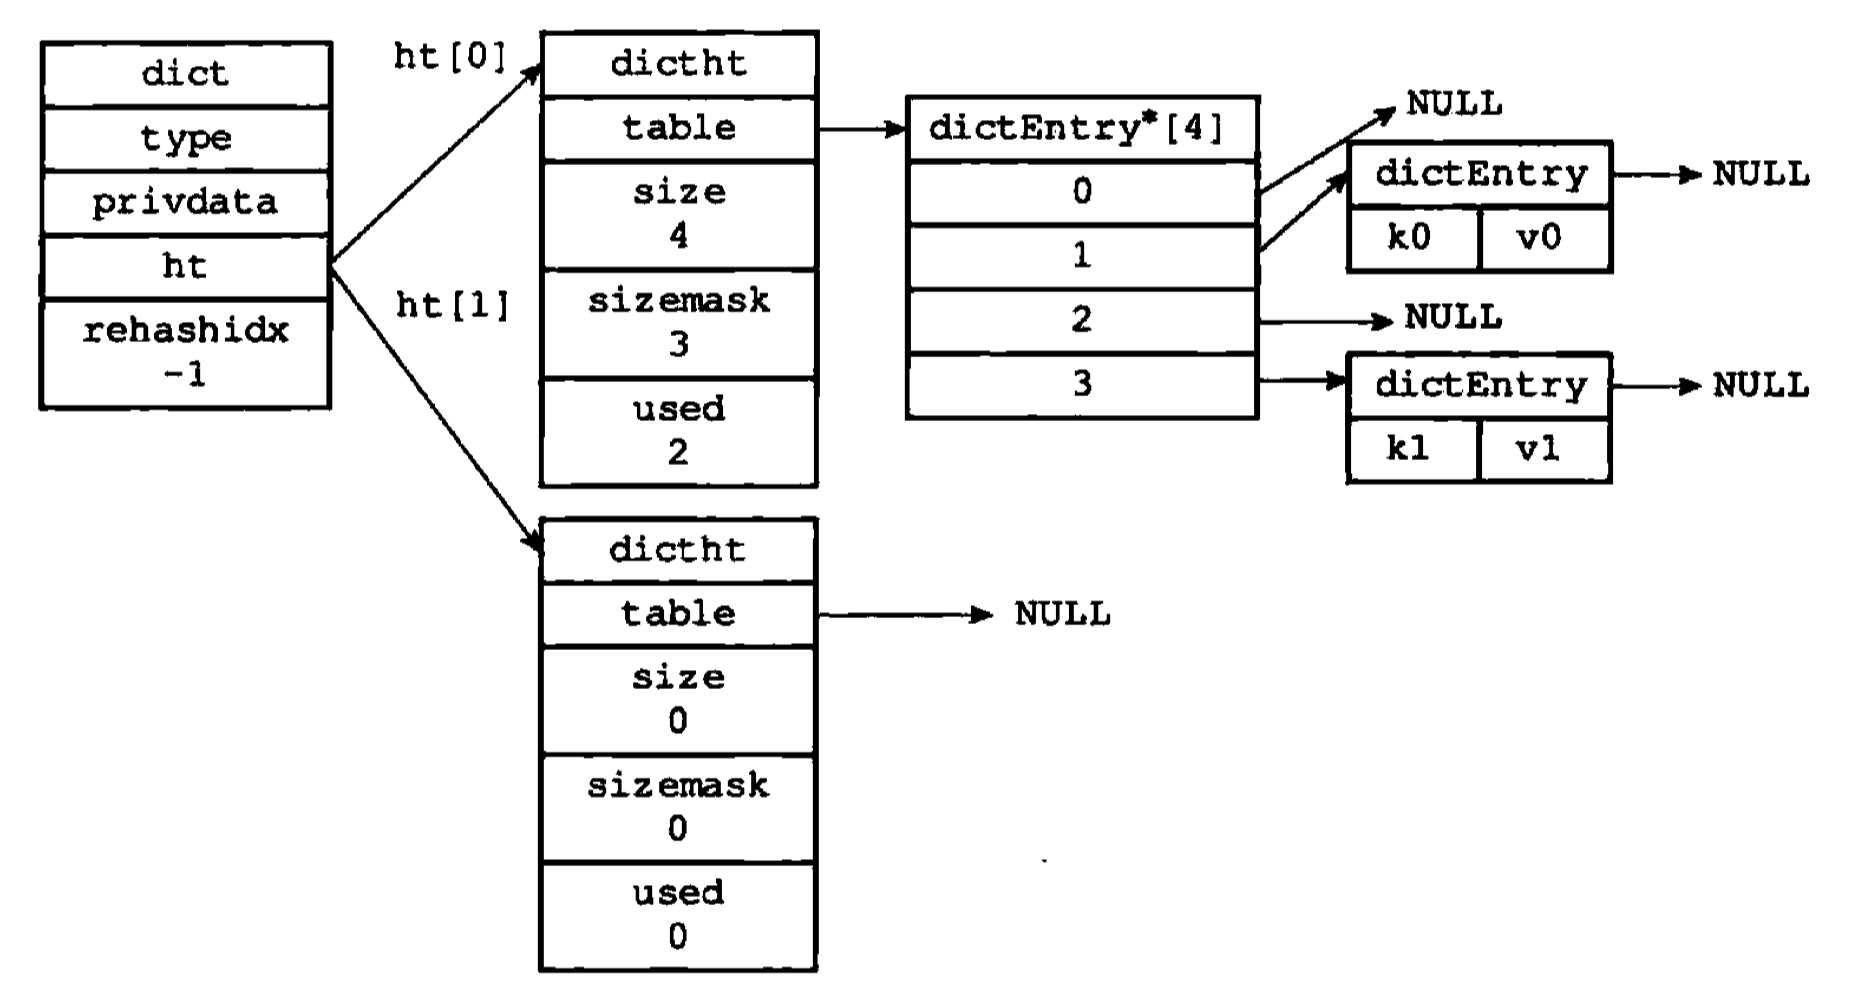 dict
type
privdata
ht
rehashidx
-1
ht[0]
ht[1]
dictht
table
size
4
sizemask
3
used
2
dictEntry*[4]
0
1
2
3
NULL
dictEntry
k0 v0
NULL
NULL
dictEntry
k1 v1
NULL
dictht
table
NULL
size
0
sizemask
0
used
0